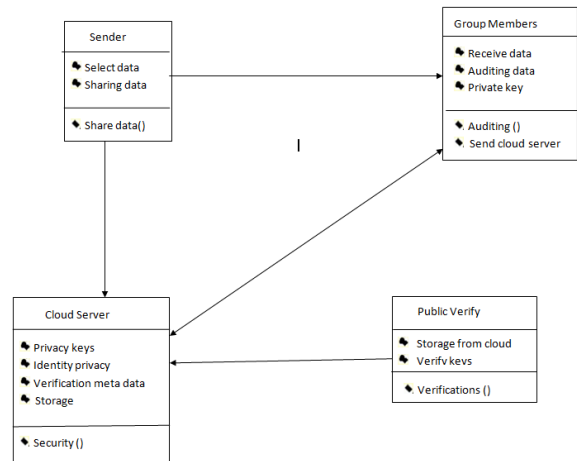 Sender
Select data
Sharing data
Share data()
Group Members
Receive data
Auditing data
Private key
Auditing ()
Send cloud server
Cloud Server
Privacy keys
Identity privacy
Verification meta data
Storage
Security ()
Public Verify
Storage from cloud
Verify keys
Verifications ()